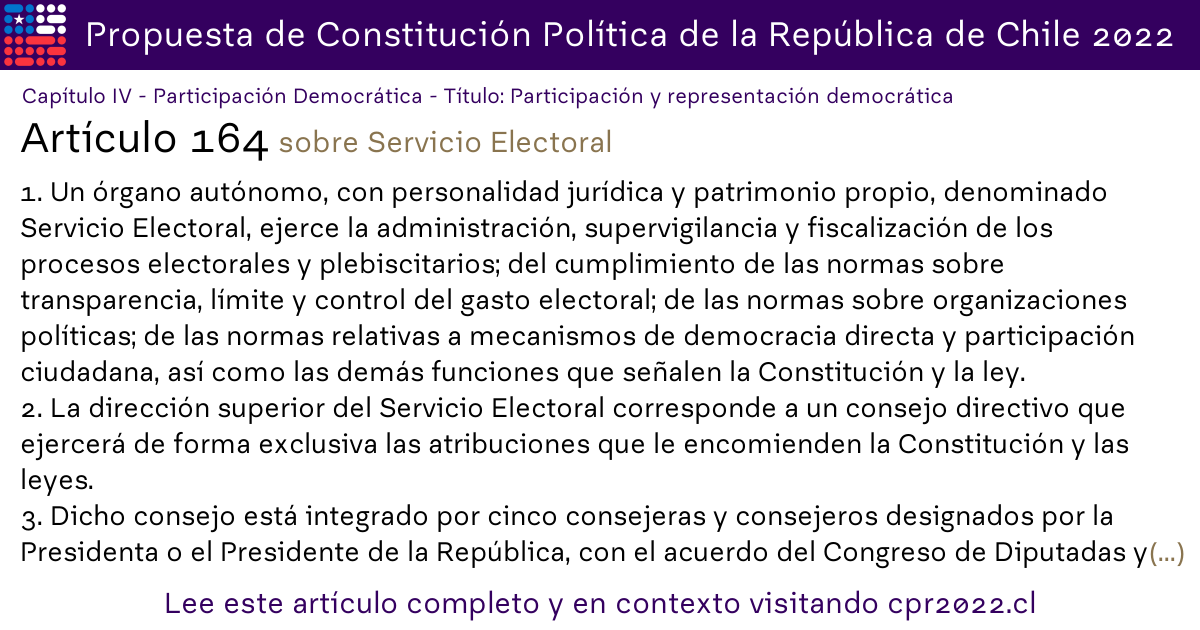 Propuesta de Constitución Política de la República de Chile 2022
Capítulo IV - Participación Democrática - Título: Participación y representación democrática
Artículo 164 sobre Servicio Electoral
1. Un órgano autónomo, con personalidad jurídica y patrimonio propio, denominado
Servicio Electoral, ejerce la administración, supervigilancia y fiscalización de los
procesos electorales y plebiscitarios; del cumplimiento de las normas sobre
transparencia, límite y control del gasto electoral; de las normas sobre organizaciones
políticas; de las normas relativas a mecanismos de democracia directa y participación
ciudadana, así como las demás funciones que señalen la Constitución y la ley.
2. La dirección superior del Servicio Electoral corresponde a un consejo directivo que
ejercerá de forma exclusiva las atribuciones que le encomienden la Constitución y las
leyes.
3. Dicho consejo está integrado por cinco consejeras y consejeros designados por la
Presidenta o el Presidente de la República, con el acuerdo del Congreso de Diputadas y(...)
Lee este artículo completo y en contexto visitando cpr2022.cl